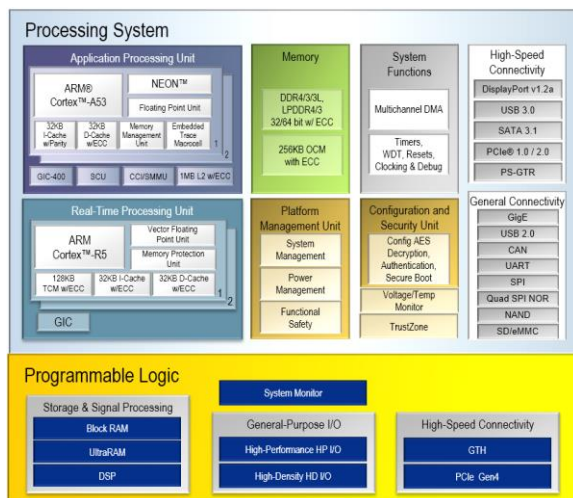 Processing System
Application Processing Unit
ARM®
Cortex™-A53
NEON™
Floating Point Unit
32KB
I-Cache
w/Parity
32KB
D-Cache
w/ECC
Memory
Management
Unit
Embedded
Trace
Macrocell
1
2
GIC-400
SCU
CCI/SMMU
1MB L2 w/ECC
Memory
DDR4/3/3L,
LPDDR4/3
32/64 bit w/ ECC
256KB OCM
with ECC
System
Functions
Multichannel DMA
Timers,
WDT, Resets,
Clocking & Debug
High-Speed
Connectivity
DisplayPort v1.2a
USB 3.0
SATA 3.1
PCIe® 1.0 / 2.0
PS-GTR
Real-Time Processing Unit
ARM
Cortex™-R5
Vector Floating
Point Unit
Memory Protection
Unit
128KB
TCM w/ECC
32KB I-Cache
w/ECC
32KB D-Cache
w/ECC
1
2
GIC
Platform
Management Unit
System
Management
Power
Management
Functional
Safety
Configuration and
Security Unit
Config AES
Decryption,
Authentication,
Secure Boot
Voltage/Temp
Monitor
TrustZone
General Connectivity
GigE
USB 2.0
CAN
UART
SPI
Quad SPI NOR
NAND
SD/eMMC
Programmable Logic
System Monitor
Storage & Signal Processing
Block RAM
UltraRAM
DSP
General-Purpose I/O
High-Performance HP I/O
High-Density HD I/O
High-Speed Connectivity
GTH
PCIe Gen4